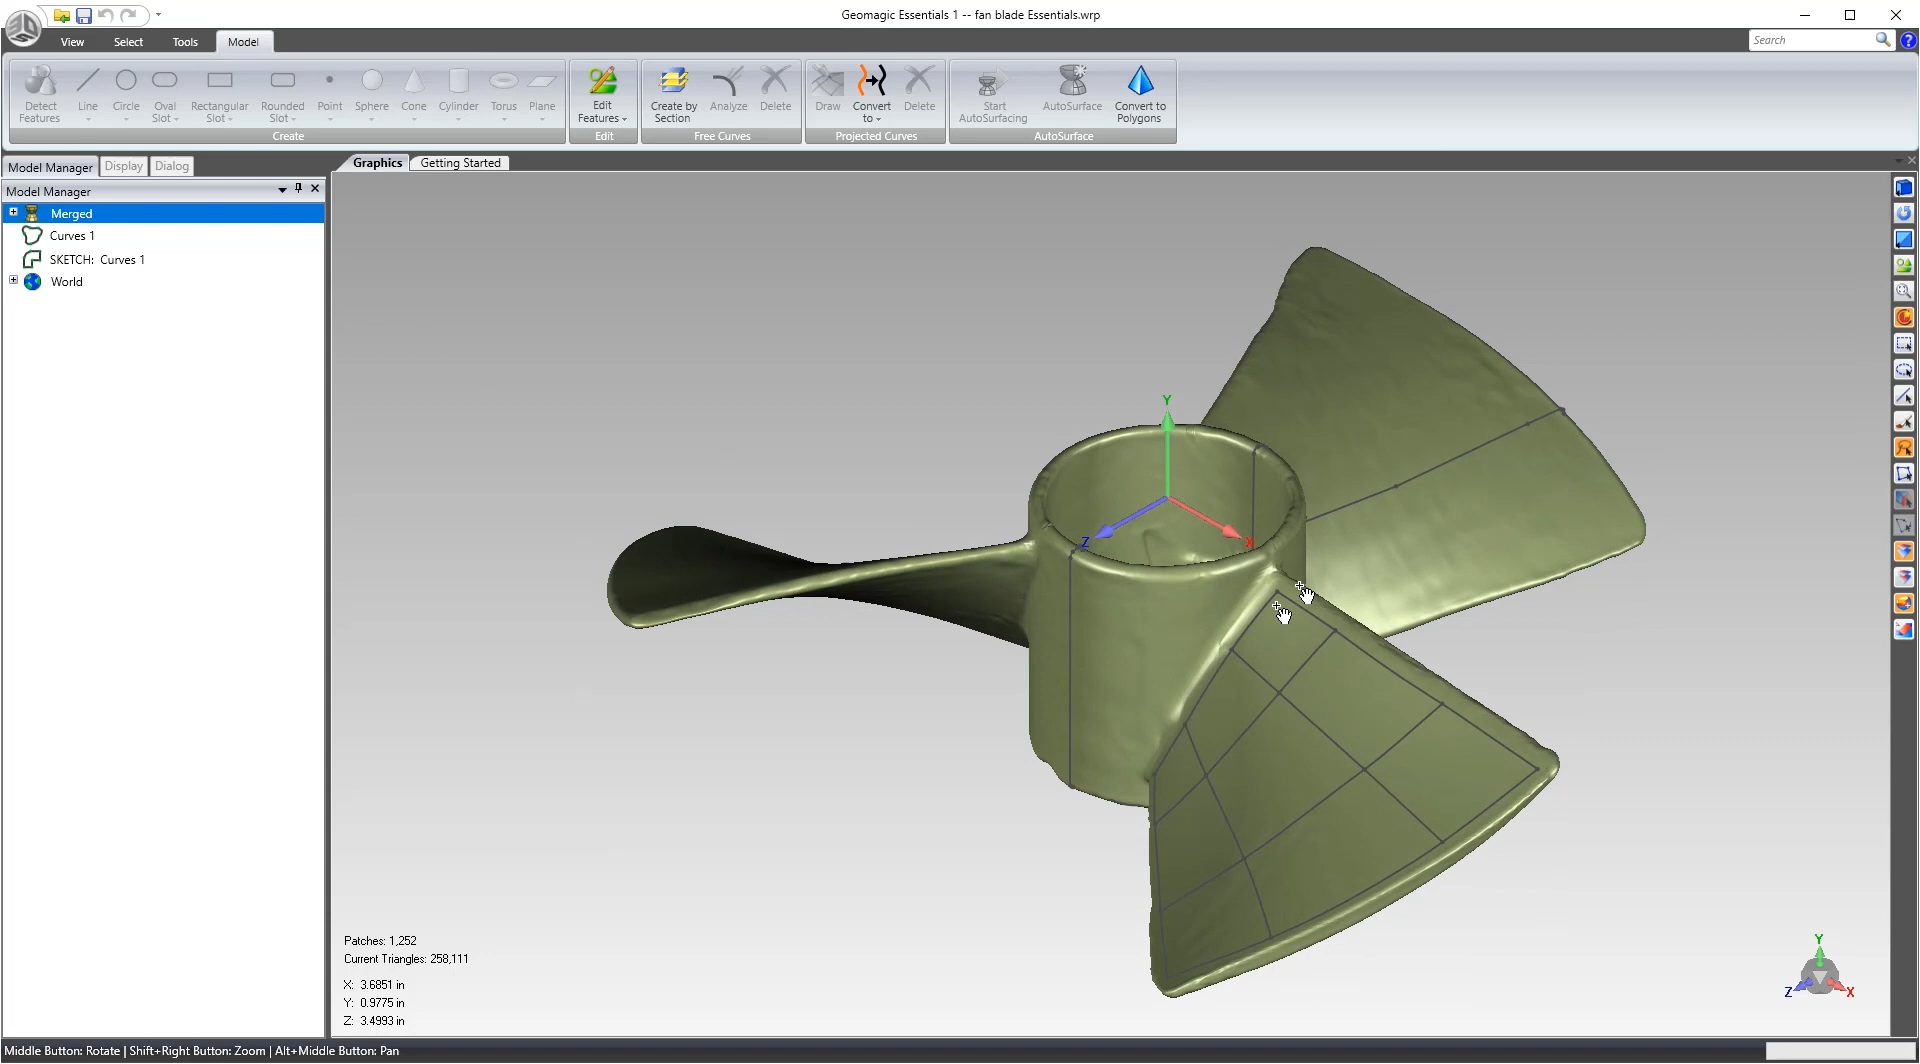 Geomagic Essentials 1 -- fan blade Essentials.wrp
View Select Tools Model
Search
Detect Features
Line
Circle
Oval Slot
Rectangular Slot
Rounded Slot
Point
Sphere
Cone
Cylinder
Torus
Plane
Create
Edit Features
Edit
Create by Section
Analyze
Delete
Free Curves
Draw
Convert to
Delete
Projected Curves
Start AutoSurfacing
AutoSurface
Convert to Polygons
AutoSurface
Model Manager Display Dialog
Graphics Getting Started
Model Manager
Merged
Curves 1
SKETCH: Curves 1
World
Y
Z
X
Patches: 1,252
Current Triangles: 258,111
X: 3.6851 in
Y: 0.9775 in
Z: 3.4993 in
Y
Z
X
Middle Button: Rotate | Shift+Right Button: Zoom | Alt+Middle Button: Pan